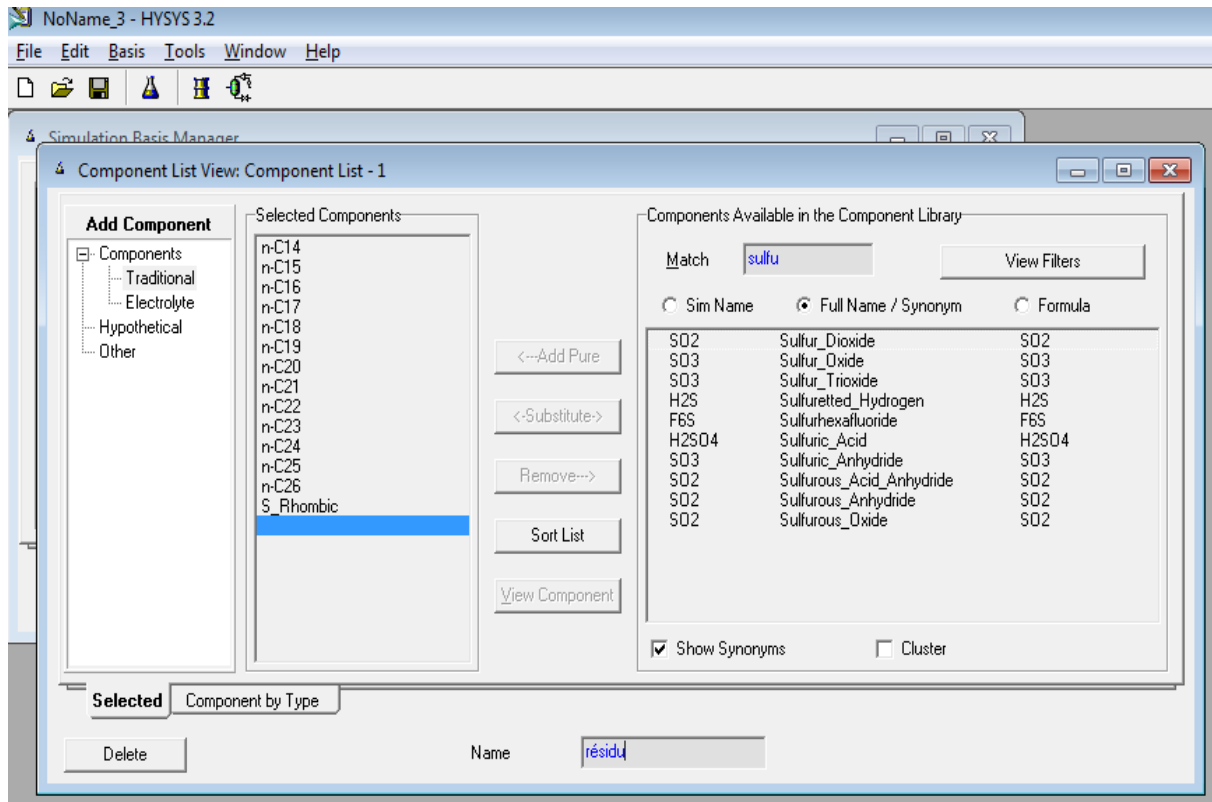 NoName_3 - HYSYS 3.2
File Edit Basis Tools Window Help
Simulation Basis Manager
Component List View: Component List - 1
Add Component
Components
Traditional
Electrolyte
Hypothetical
Other
Selected Components
n-C14
n-C15
n-C16
n-C17
n-C18
n-C19
n-C20
n-C21
n-C22
n-C23
n-C24
n-C25
n-C26
S_Rhombic
<---Add Pure
<-Substitute->
Remove--->
Sort List
View Component
Components Available in the Component Library
Match sulfu View Filters
Sim Name Full Name / Synonym Formula
SO2 Sulfur_Dioxide SO2
SO3 Sulfur_Oxide SO3
SO3 Sulfur_Trioxide SO3
H2S Sulfuretted_Hydrogen H2S
F6S Sulfurhexafluoride F6S
H2SO4 Sulfuric_Acid H2SO4
SO3 Sulfuric_Anhydride SO3
SO2 Sulfurous_Acid_Anhydride SO2
SO2 Sulfurous_Anhydride SO2
SO2 Sulfurous_Oxide SO2
Show Synonyms Cluster
Selected Component by Type
Delete Name résidu